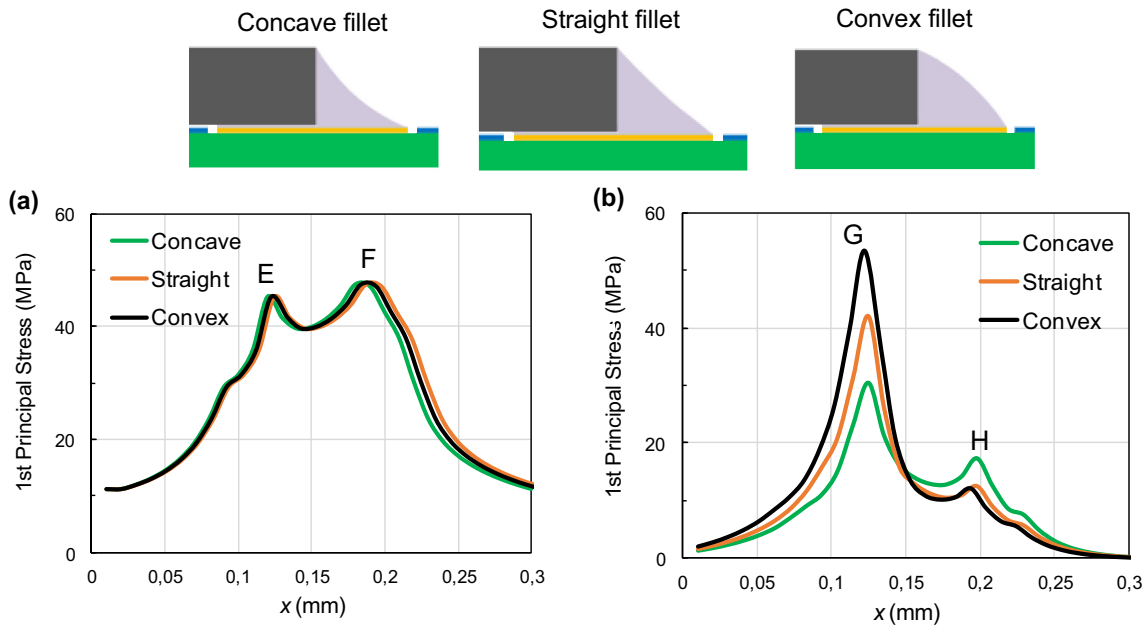 Concave fillet
Straight fillet
Convex fillet
(a)
60
40
20
0
1st Principal Stress (MPa)
Concave
Straight
Convex
E
F
0
0,05
0,1
0,15
0,2
0,25
0,3
x (mm)
(b)
60
40
20
0
1st Principal Stress (MPa)
G
H
Concave
Straight
Convex
0
0,05
0,1
0,15
0,2
0,25
0,3
x (mm)